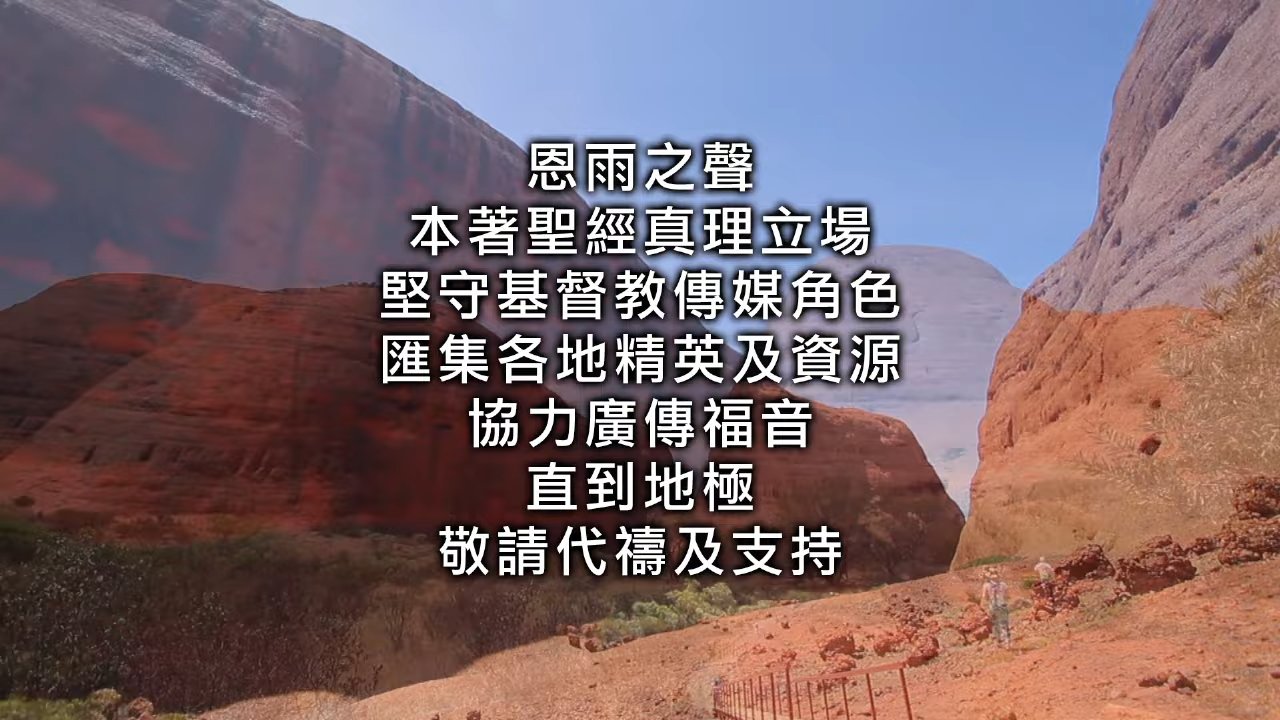 恩雨之聲
本著聖經真理立場
堅守基督教傳媒角色
匯集各地精英及資源
協力廣傳福音
直到地極
敬請代禱及支持